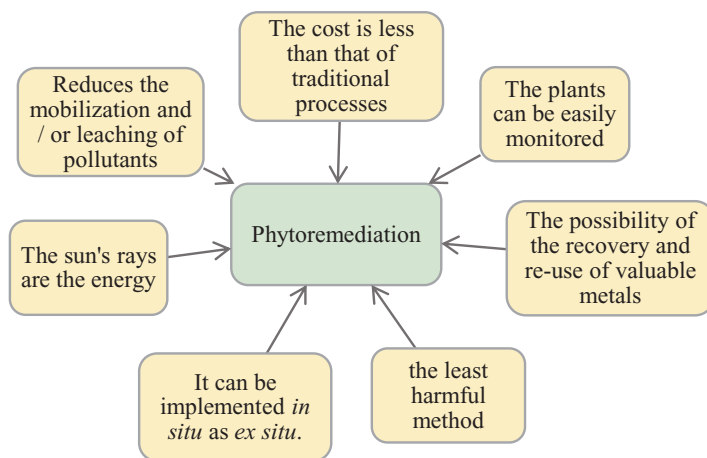 The cost is less
than that of
traditional
processes
Reduces the
mobilization and
/ or leaching of
pollutants
The plants
can be easily
monitored
Phytoremediation
The sun's rays
are the energy
The possibility of
the recovery and
re-use of valuable
metals
It can be
implemented in
situ as ex situ.
the least
harmful
method